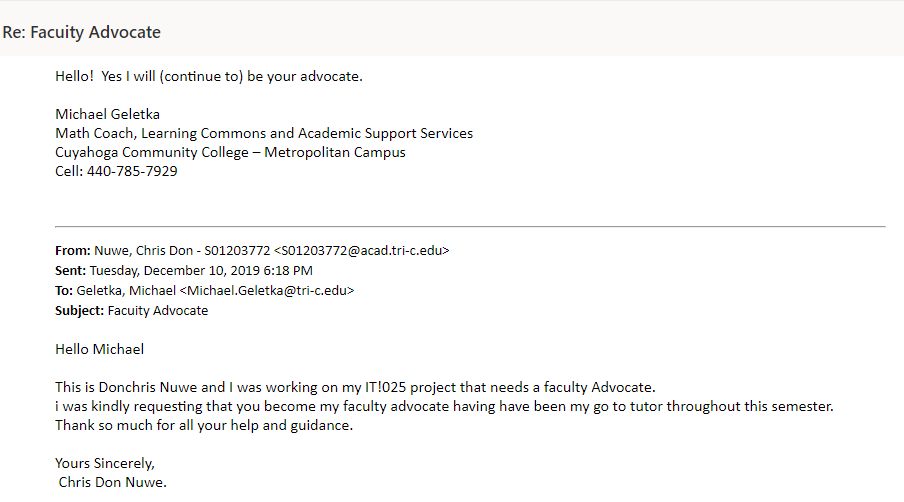 Re: Facuity Advocate
Hello!  Yes I will (continue to) be your advocate.
Michael Geletka
Math Coach, Learning Commons and Academic Support Services
Cuyahoga Community College – Metropolitan Campus
Cell: 440-785-7929
From: Nuwe, Chris Don - S01203772 <S01203772@acad.tri-c.edu>
Sent: Tuesday, December 10, 2019 6:18 PM
To: Geletka, Michael <Michael.Geletka@tri-c.edu>
Subject: Facuity Advocate
Hello Michael
This is Donchris Nuwe and I was working on my IT!025 project that needs a faculty Advocate.
i was kindly requesting that you become my faculty advocate having have been my go to tutor throughout this semester.
Thank so much for all your help and guidance.
Yours Sincerely,
Chris Don Nuwe.